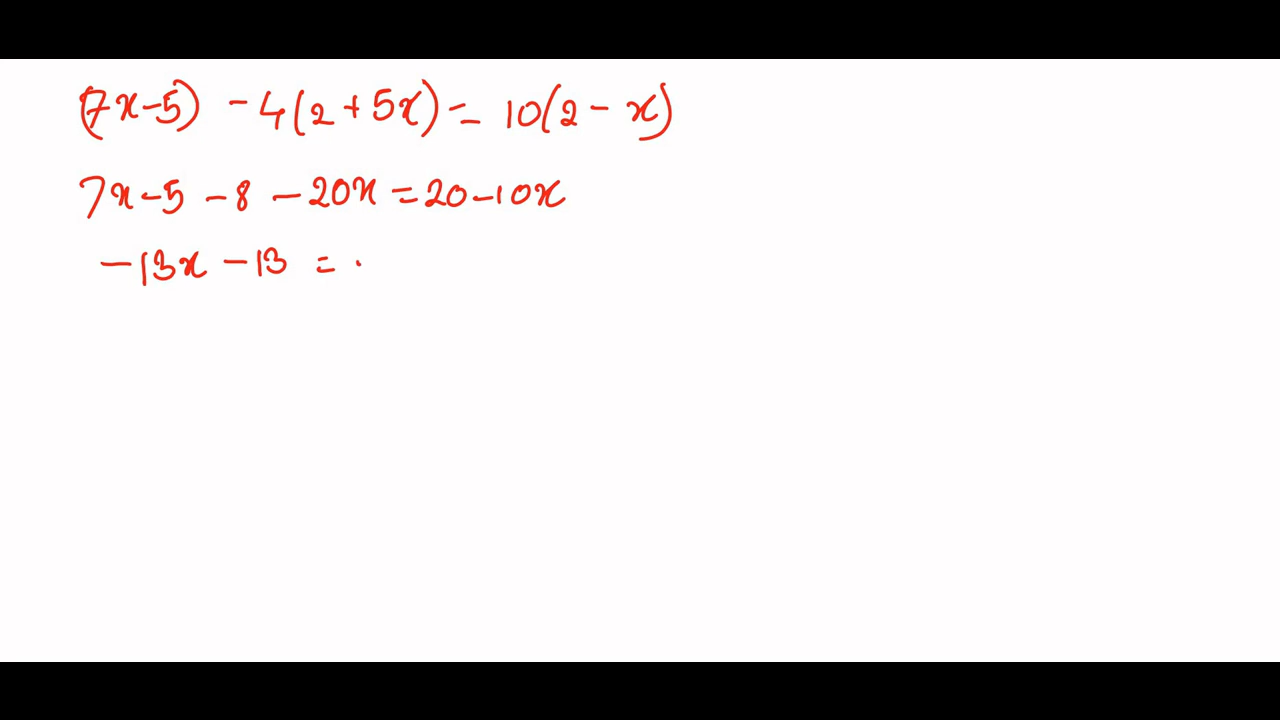 (7x-5) - 4(2+5x) = 10(2-x)
7x-5 -8 -20x = 20-10x
-13x -13 = .